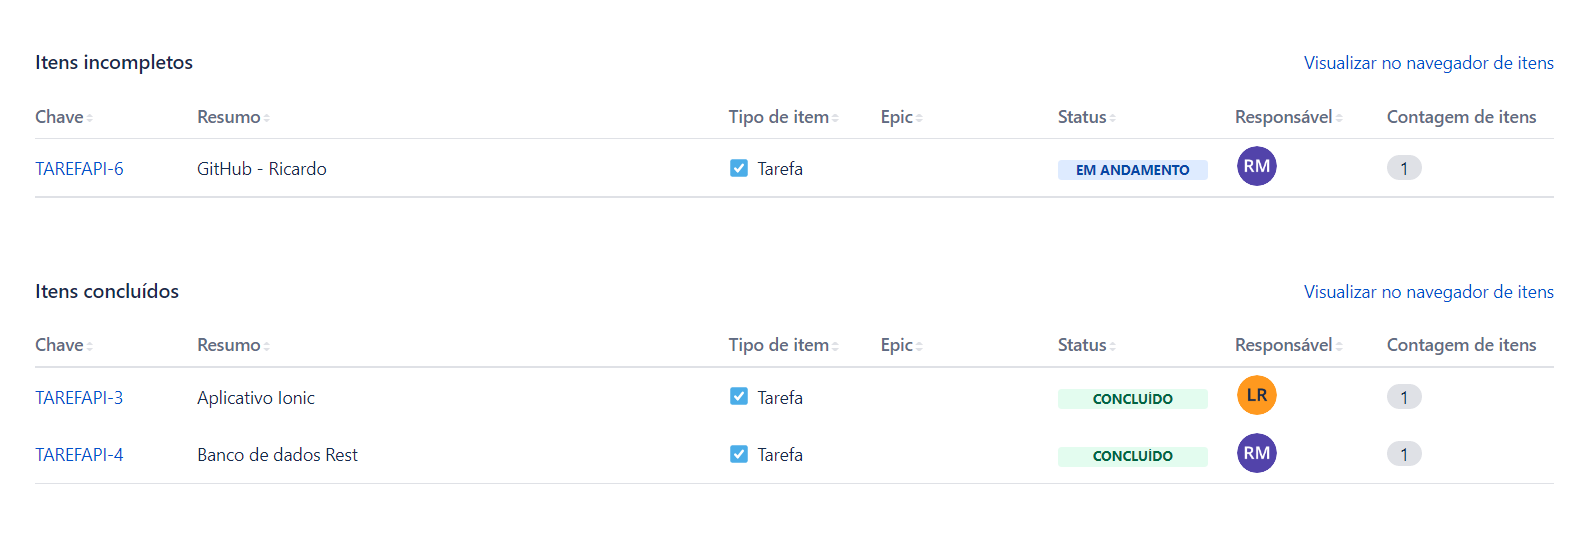 Itens incompletos Visualizar no navegador de itens
Chave Resumo Tipo de item Epic Status Responsável Contagem de itens
TAREFAPI-6 GitHub - Ricardo Tarefa EM ANDAMENTO RM 1
Itens concluídos Visualizar no navegador de itens
Chave Resumo Tipo de item Epic Status Responsável Contagem de itens
TAREFAPI-3 Aplicativo Ionic Tarefa CONCLUÍDO LR 1
TAREFAPI-4 Banco de dados Rest Tarefa CONCLUÍDO RM 1